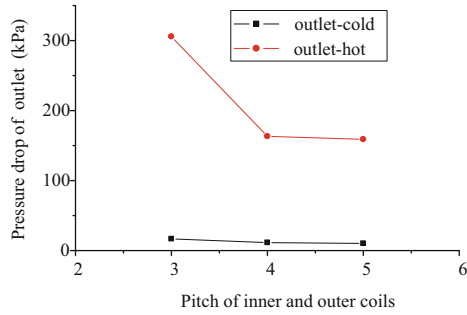 outlet-cold
outlet-hot
Pressure drop of outlet (kPa)
300
200
100
0
2 3 4 5 6
Pitch of inner and outer coils